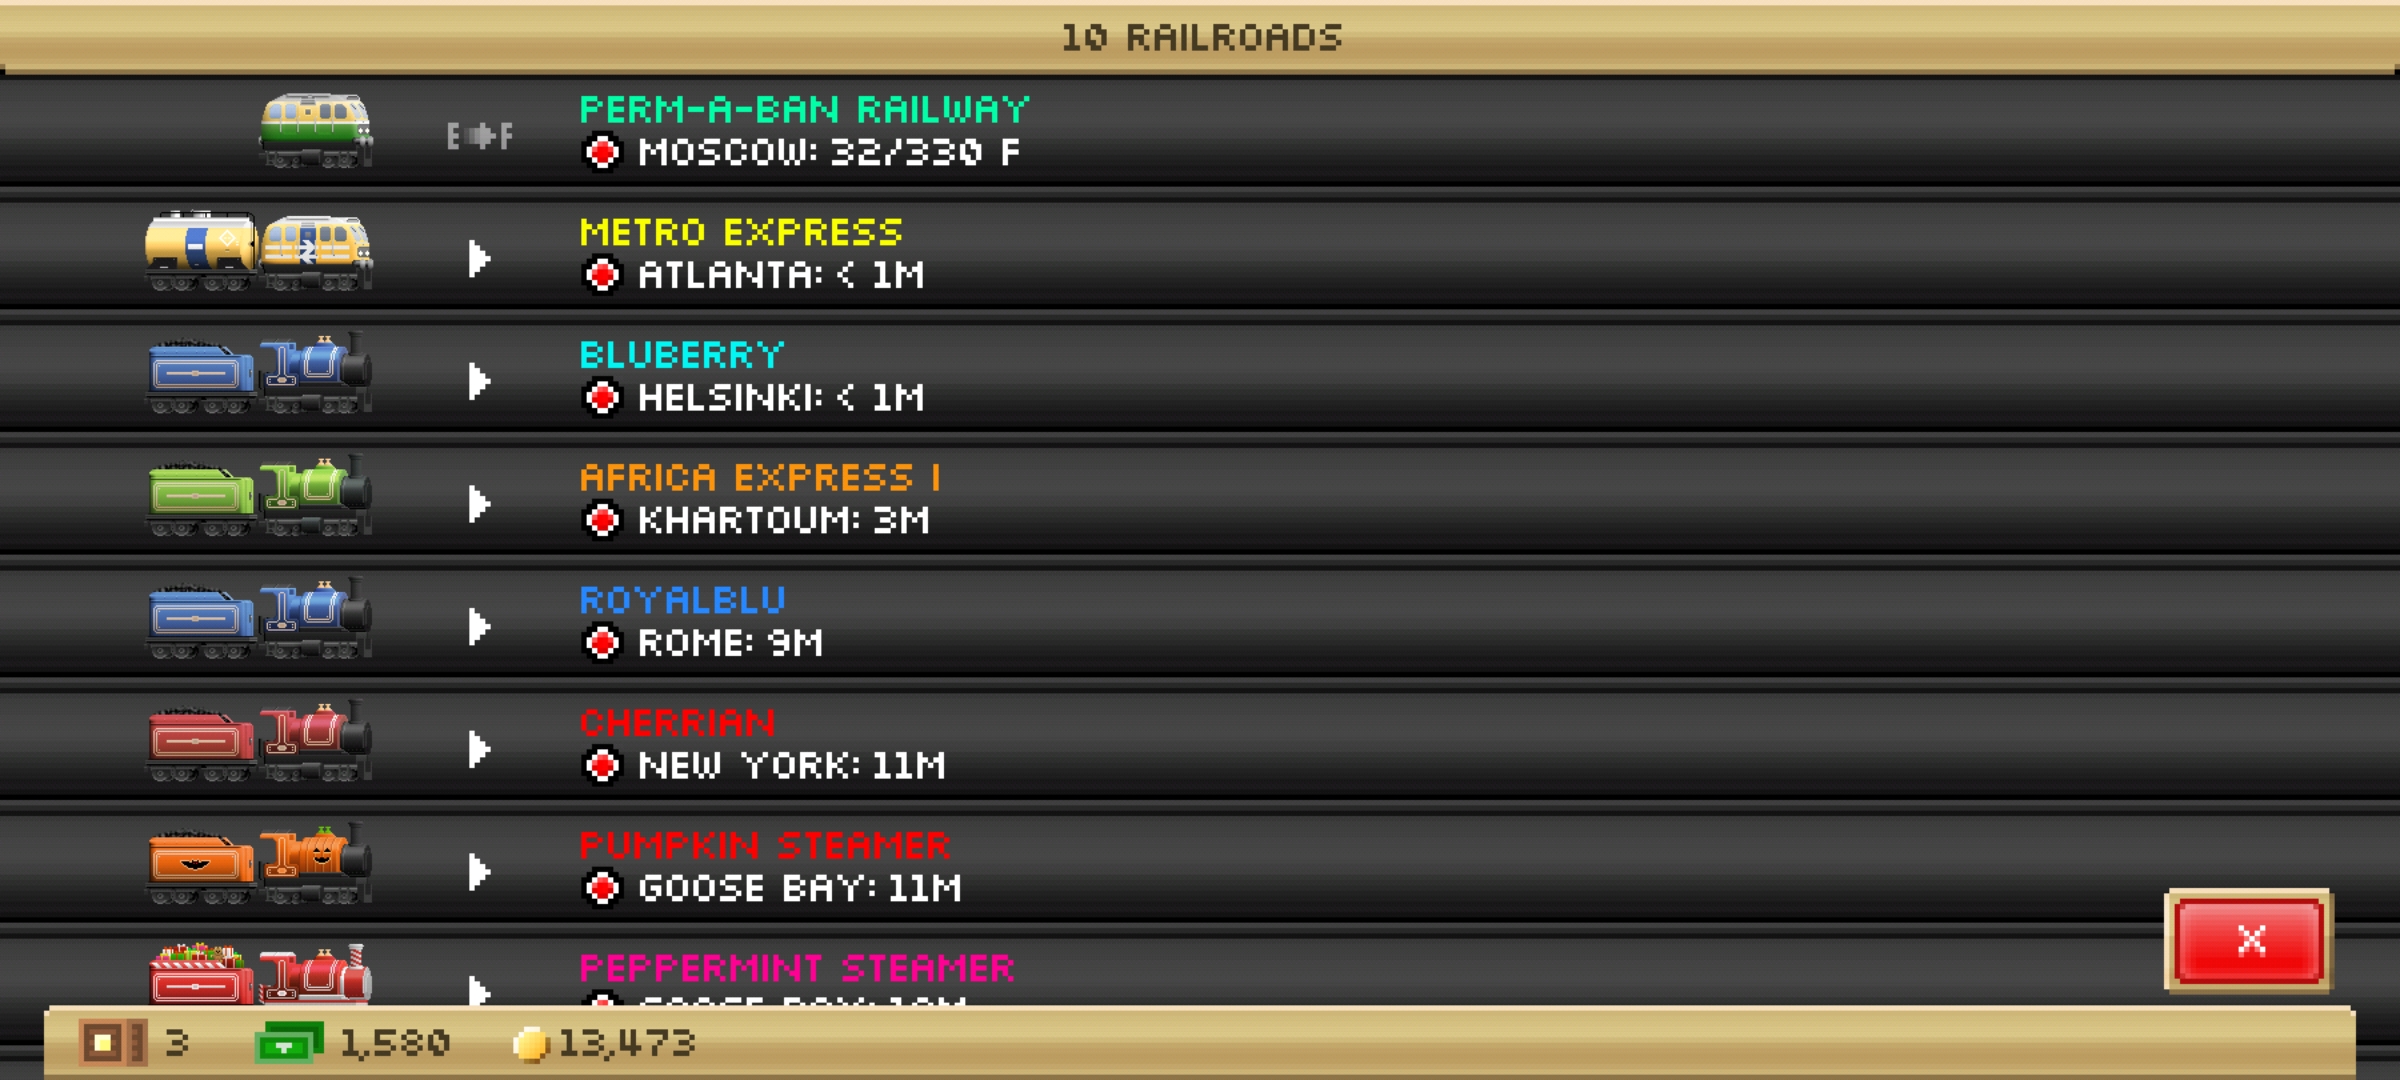 10 RAILROADS
PERM-A-BAN RAILWAY
E F
MOSCOW: 32/330 F
METRO EXPRESS
ATLANTA: < 1M
BLUBERRY
HELSINKI: < 1M
AFRICA EXPRESS I
KHARTOUM: 3M
ROYALBLU
ROME: 9M
CHERRIAN
NEW YORK: 11M
PUMPKIN STEAMER
GOOSE BAY: 11M
PEPPERMINT STEAMER
X
3 1,580 13,473